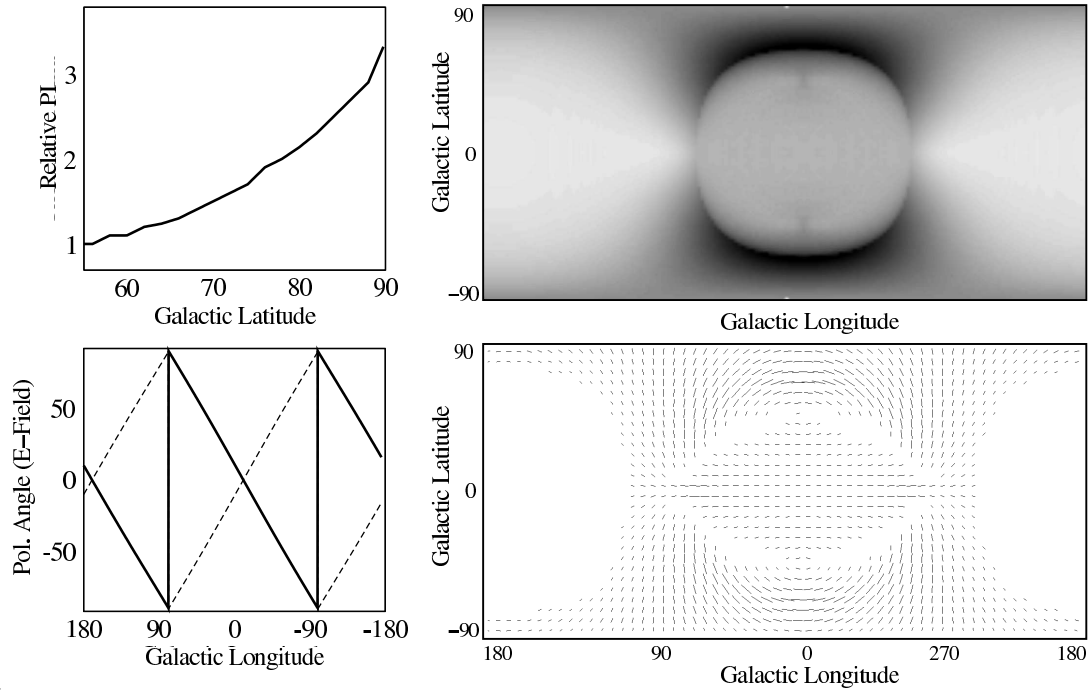 Relative PI
3
2
1
60 70 80 90
Galactic Latitude
Galactic Latitude
90
0
−90
Galactic Longitude
Pol. Angle (E−Field)
50
0
-50
180 90 0 -90 -180
Galactic Longitude
Galactic Latitude
90
0
−90
180 90 0 270 180
Galactic Longitude